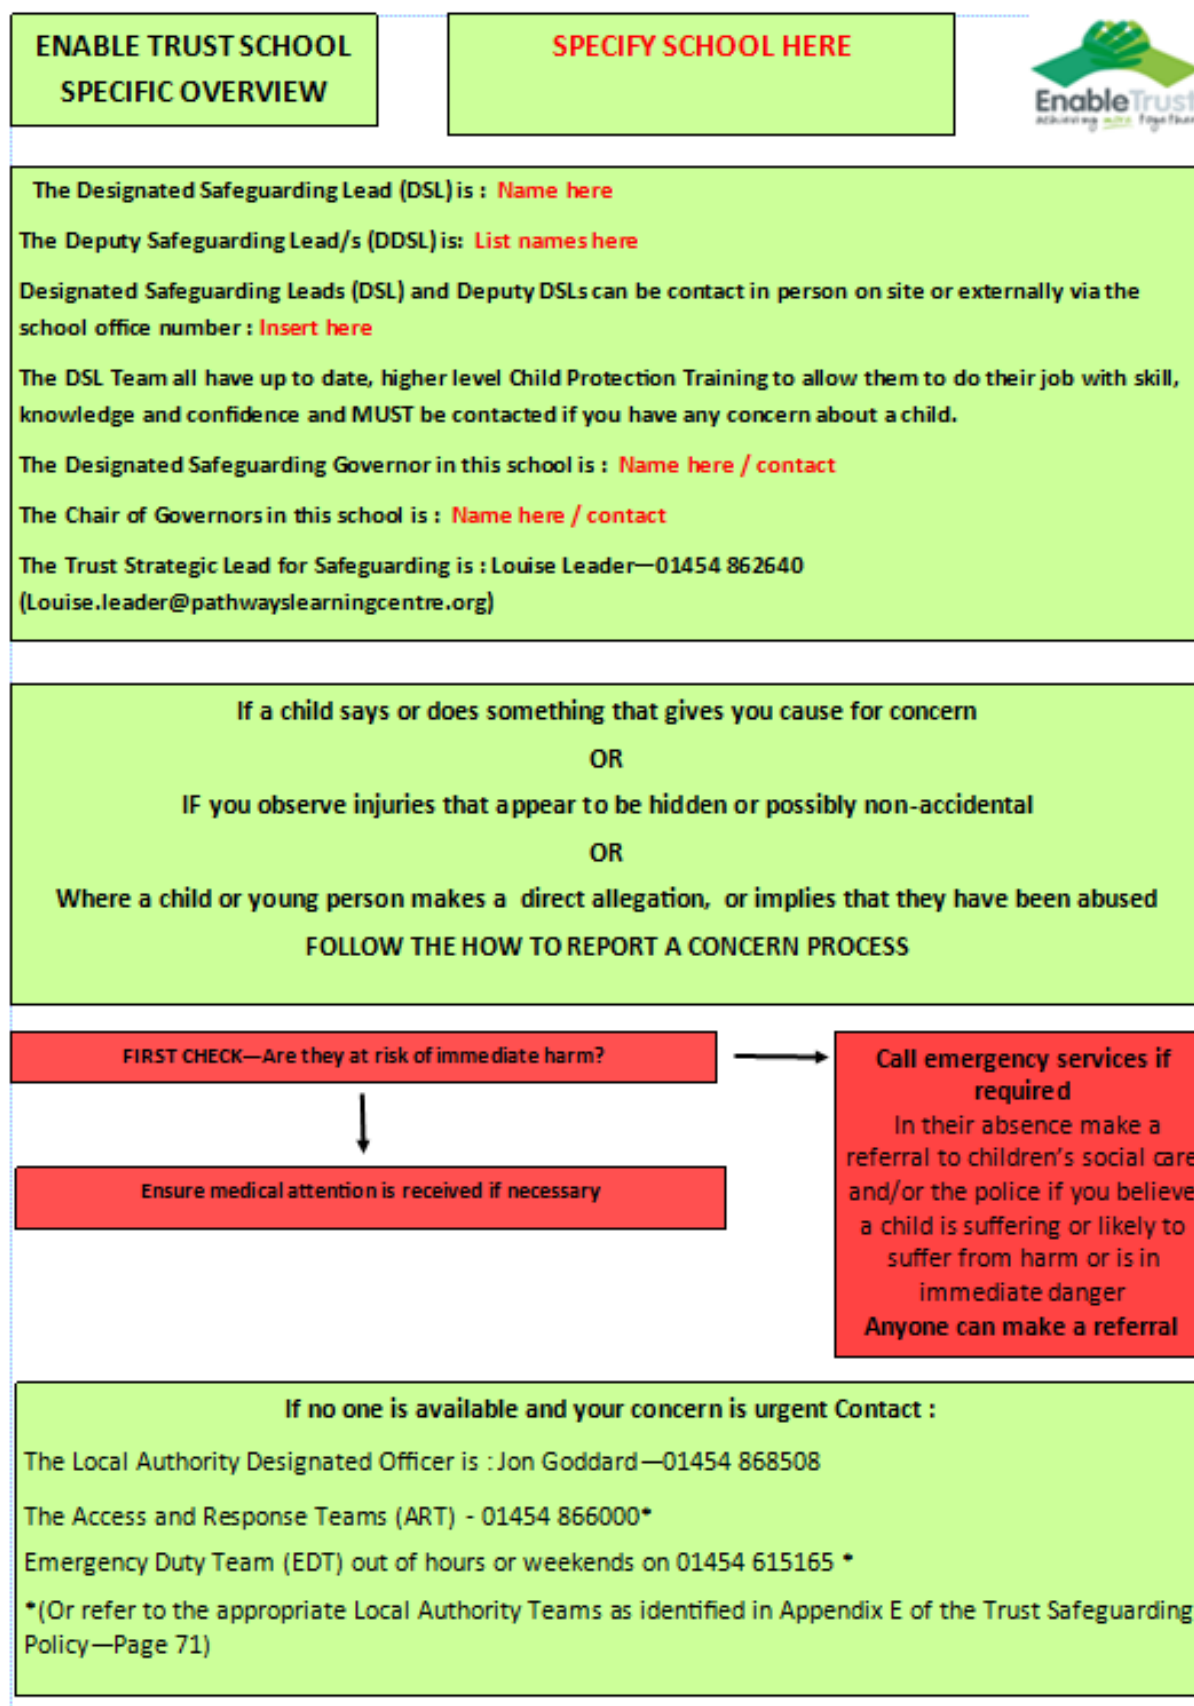 ENABLE TRUST SCHOOL
SPECIFIC OVERVIEW
SPECIFY SCHOOL HERE
EnableTrust
achieving more together
The Designated Safeguarding Lead (DSL) is : Name here
The Deputy Safeguarding Lead/s (DDSL) is: List names here
Designated Safeguarding Leads (DSL) and Deputy DSLs can be contact in person on site or externally via the
school office number : Insert here
The DSL Team all have up to date, higher level Child Protection Training to allow them to do their job with skill,
knowledge and confidence and MUST be contacted if you have any concern about a child.
The Designated Safeguarding Governor in this school is : Name here / contact
The Chair of Governors in this school is : Name here / contact
The Trust Strategic Lead for Safeguarding is : Louise Leader—01454 862640
(Louise.leader@pathwayslearningcentre.org)
If a child says or does something that gives you cause for concern
OR
IF you observe injuries that appear to be hidden or possibly non-accidental
OR
Where a child or young person makes a direct allegation, or implies that they have been abused
FOLLOW THE HOW TO REPORT A CONCERN PROCESS
FIRST CHECK—Are they at risk of immediate harm?
Ensure medical attention is received if necessary
Call emergency services if
required
In their absence make a
referral to children's social care
and/or the police if you believe
a child is suffering or likely to
suffer from harm or is in
immediate danger
Anyone can make a referral
If no one is available and your concern is urgent Contact :
The Local Authority Designated Officer is : Jon Goddard—01454 868508
The Access and Response Teams (ART) - 01454 866000*
Emergency Duty Team (EDT) out of hours or weekends on 01454 615165 *
*(Or refer to the appropriate Local Authority Teams as identified in Appendix E of the Trust Safeguarding
Policy—Page 71)